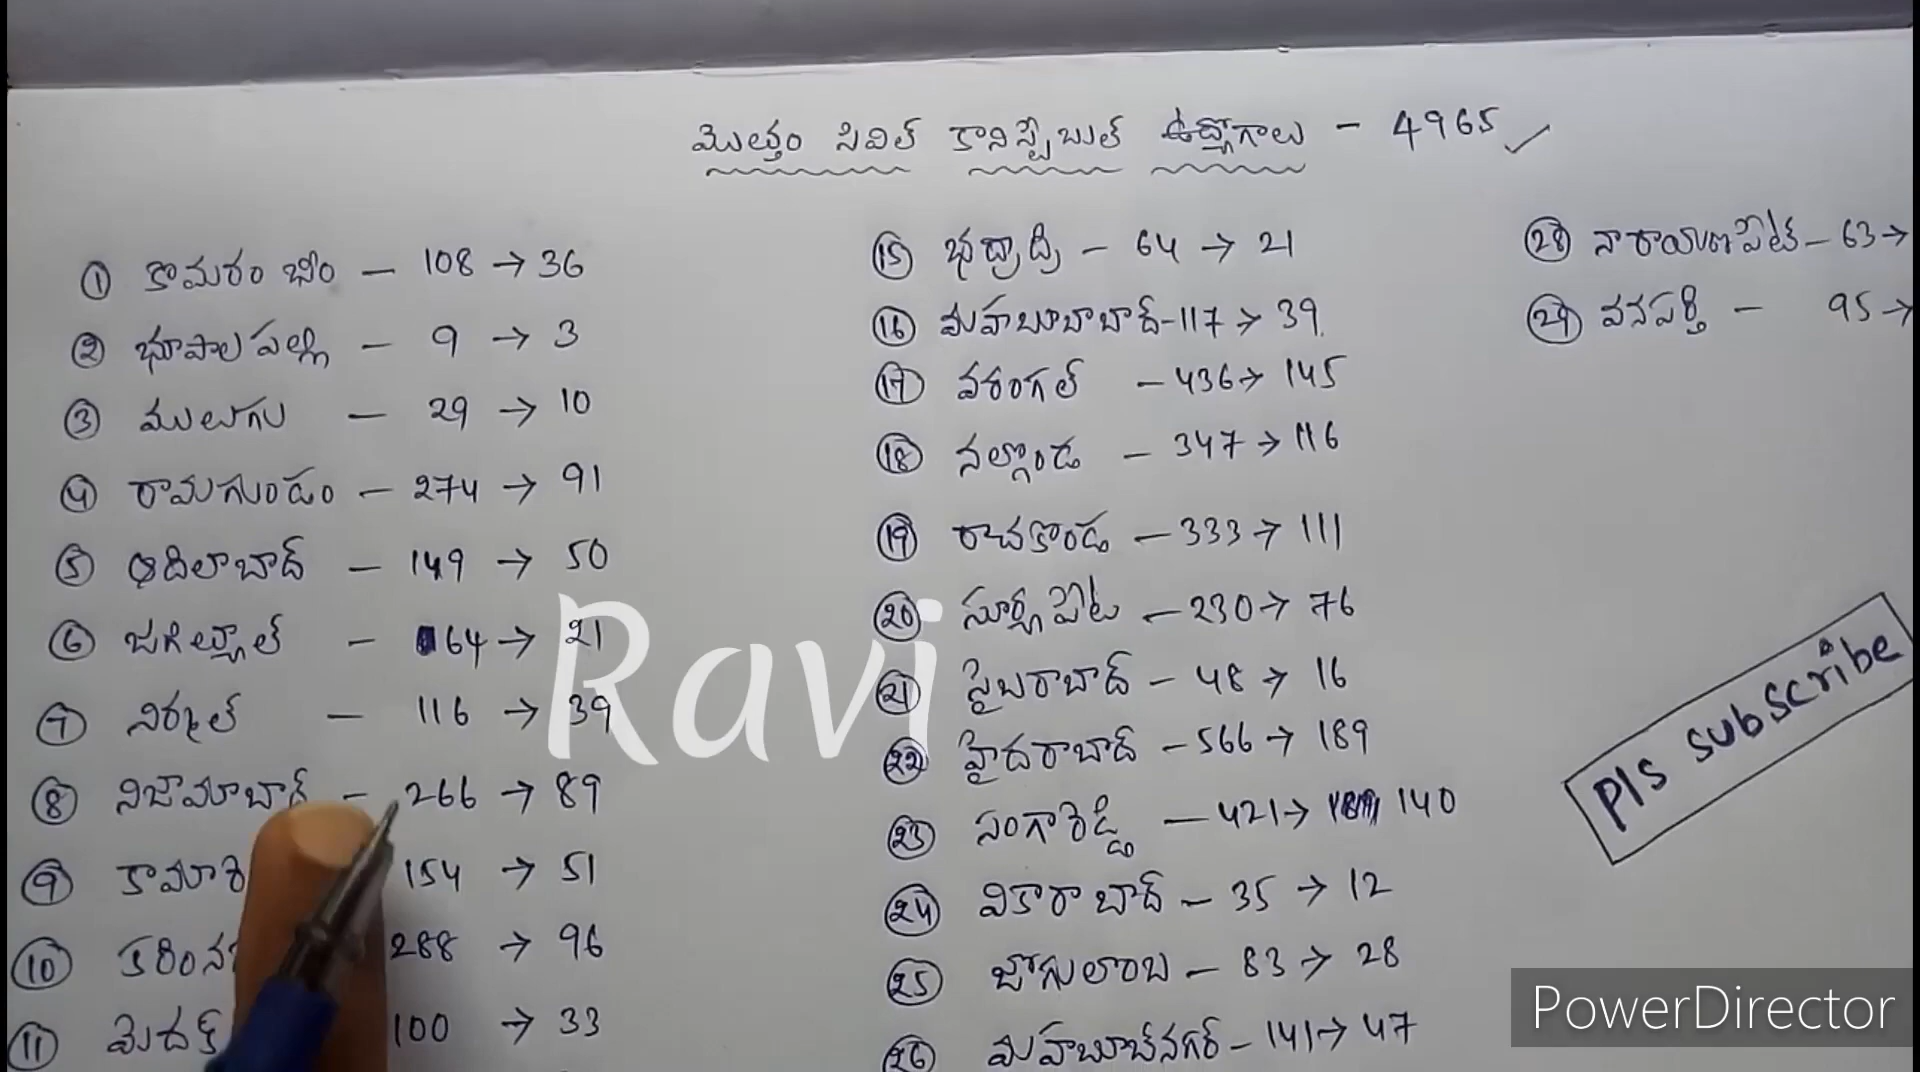 మొత్తం సివిల్ కానిస్టేబుల్ ఉద్యోగాలు - 4965 ✓
① కొమరం భీం - 108 → 36
② భూపాలపల్లి - 9 → 3
③ ములుగు - 29 → 10
④ రామగుండం - 274 → 91
⑤ ఆదిలాబాద్ - 149 → 50
⑥ జగిత్యాల్ - 64 → 21
⑦ నిర్మల్ - 116 → 39
⑧ నిజామాబాద్ - 266 → 89
⑨ 154 → 51
⑩ 288 → 96
⑪ మెదక్ 100 → 33
⑮ భద్రాద్రి - 64 → 21
⑯ మహబూబాబాద్ - 117 → 39
⑰ వరంగల్ - 436 → 145
⑱ నల్గొండ - 347 → 116
⑲ రాచకొండ - 333 → 111
⑳ సూర్యాపేట - 230 → 76
㉑ సైబరాబాద్ - 48 → 16
㉒ హైదరాబాద్ - 566 → 189
㉓ సంగారెడ్డి - 421 → 140
㉔ వికారాబాద్ - 35 → 12
㉕ జోగులాంబ - 83 → 28
㉖ మహబూబ్‌నగర్ - 141 → 47
㉘ నారాయణపేట్ - 63 →
㉙ వనపర్తి - 95 →
Pls subscribe
Ravi
PowerDirector